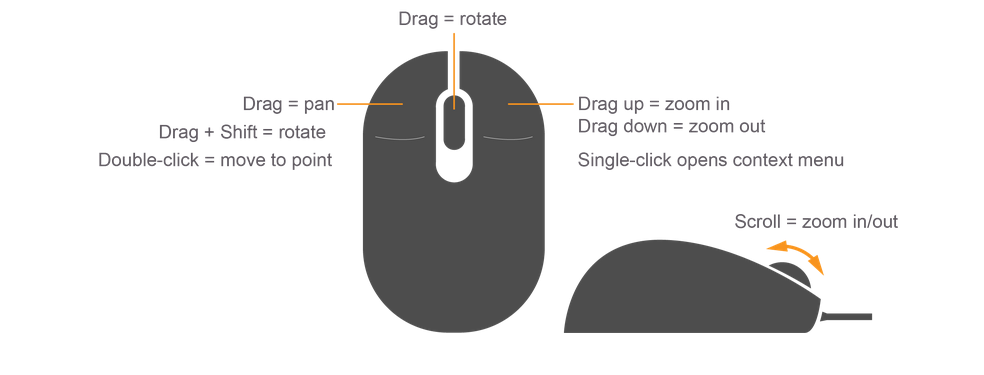 Drag = rotate
Drag = pan
Drag + Shift = rotate
Double-click = move to point
Drag up = zoom in
Drag down = zoom out
Single-click opens context menu
Scroll = zoom in/out